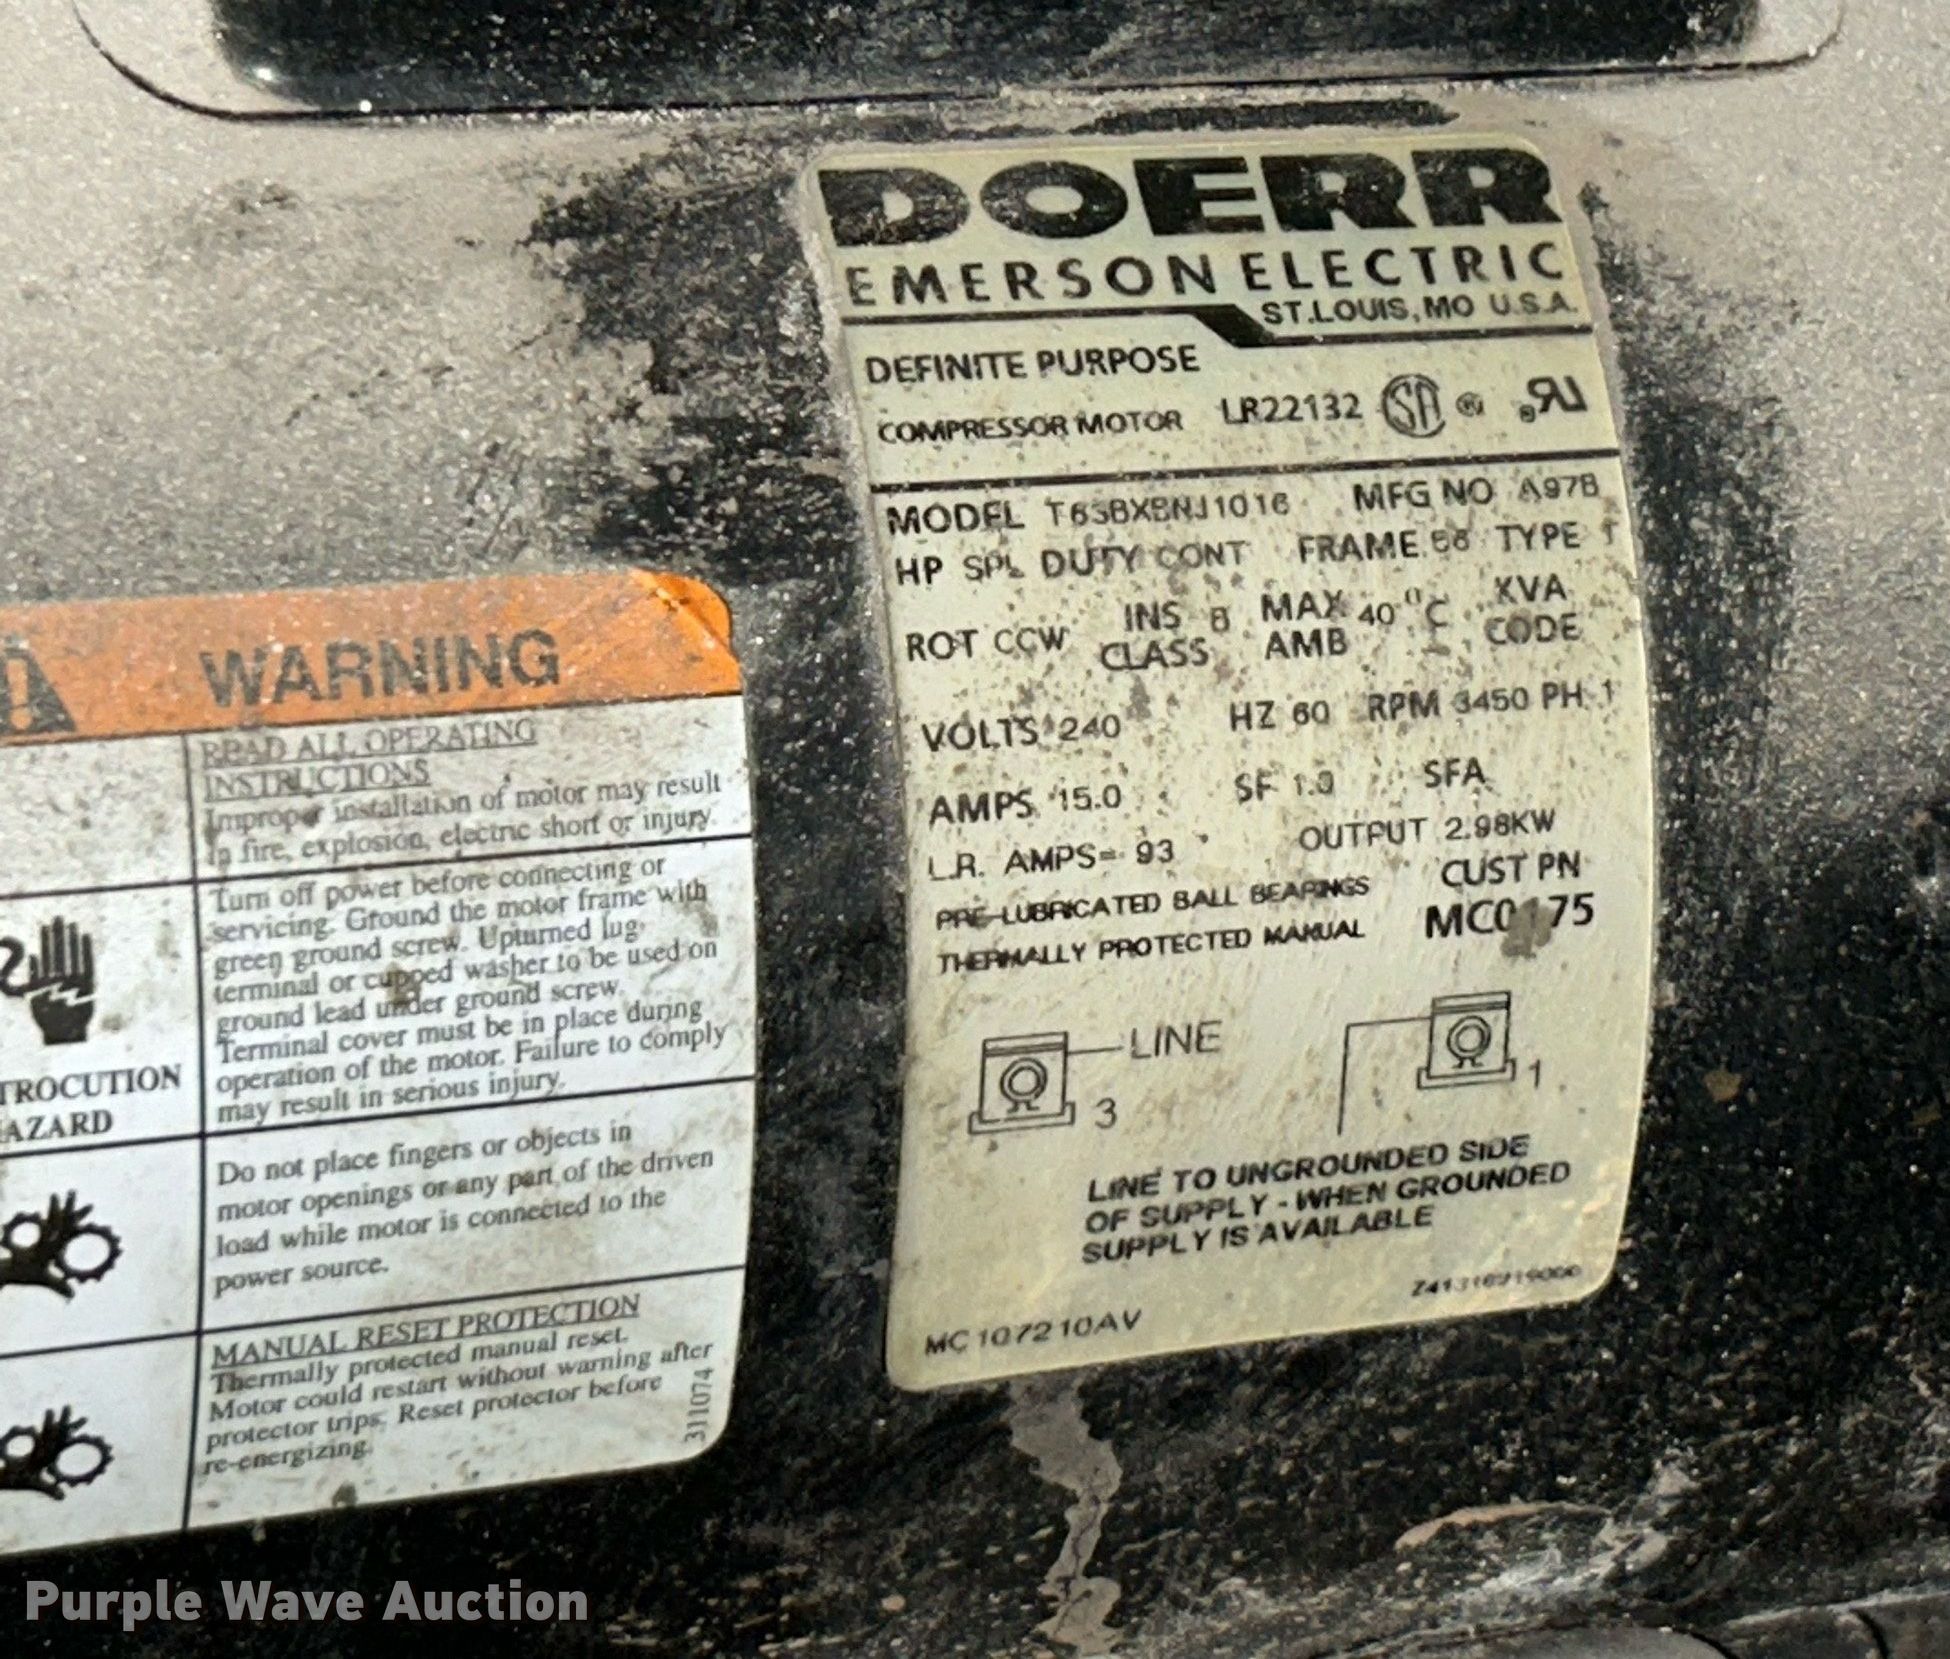 DOERR
EMERSON ELECTRIC
ST.LOUIS, MO U.S.A.
DEFINITE PURPOSE
COMPRESSOR MOTOR LR22132 SA ® RU
MODEL MFG NO A97B
HP SPL DUTY CONT FRAME TYPE T
ROT CCW INS CLASS B MAX AMB 40°C KVA CODE
VOLTS 240 HZ 60 RPM 3450 PH 1
AMPS 15.0 SF 1.0 SFA
L.R. AMPS= 93 OUTPUT 2.98KW
PRE-LUBRICATED BALL BEARINGS CUST PN
THERMALLY PROTECTED MANUAL
LINE
3
1
LINE TO UNGROUNDED SIDE
OF SUPPLY - WHEN GROUNDED
SUPPLY IS AVAILABLE
MC107210AV
WARNING
READ ALL OPERATING
INSTRUCTIONS
Improper installation of motor may result
in fire, explosion, electric short or injury.
Turn off power before connecting or
servicing. Ground the motor frame with
green ground screw. Upturned lug
terminal or cupped washer to be used on
ground lead under ground screw.
Terminal cover must be in place during
operation of the motor. Failure to comply
may result in serious injury.
TROCUTION
AZARD
Do not place fingers or objects in
motor openings or any part of the driven
load while motor is connected to the
power source.
MANUAL RESET PROTECTION
Thermally protected manual reset.
Motor could restart without warning after
protector trips. Reset protector before
re-energizing.
311074
Purple Wave Auction